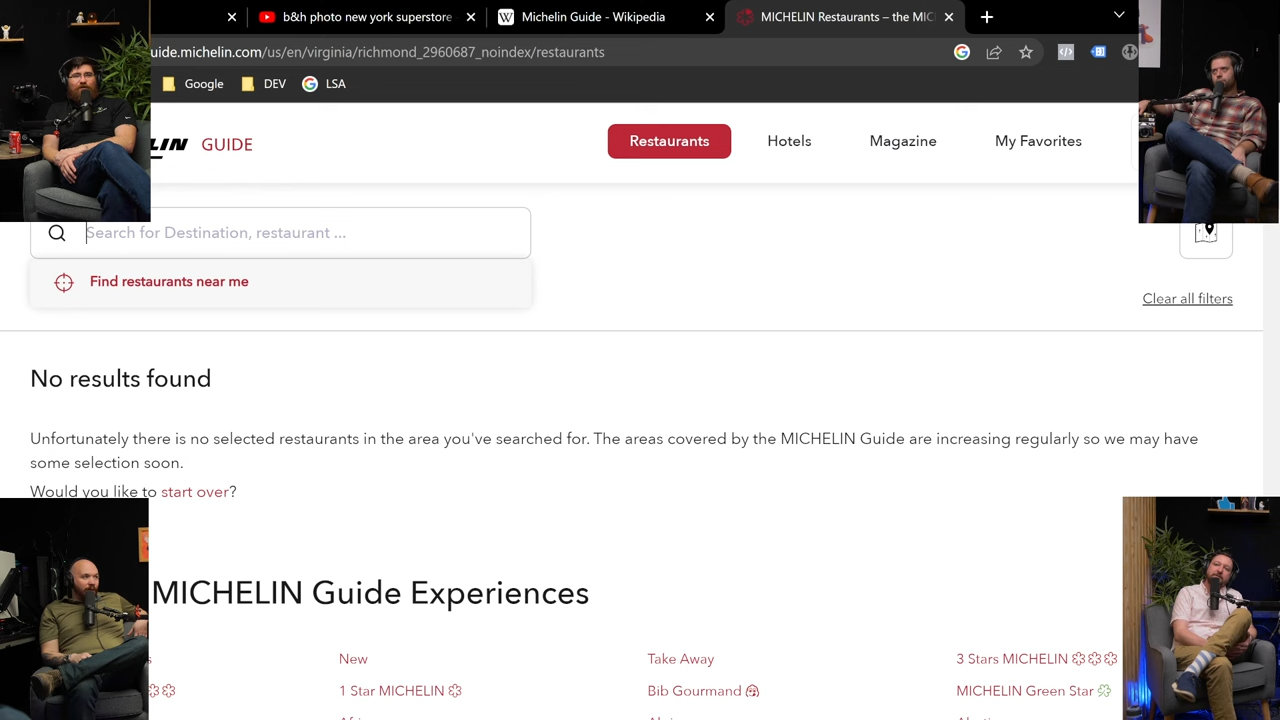 b&h photo new york superstore
Michelin Guide - Wikipedia
MICHELIN Restaurants – the MIC
uide.michelin.com/us/en/virginia/richmond_2960687_noindex/restaurants
Google
DEV
LSA
LIN GUIDE
Restaurants
Hotels
Magazine
My Favorites
Search for Destination, restaurant ...
Find restaurants near me
Clear all filters
No results found
Unfortunately there is no selected restaurants in the area you've searched for. The areas covered by the MICHELIN Guide are increasing regularly so we may have
some selection soon.
Would you like to start over?
MICHELIN Guide Experiences
s
New
Take Away
3 Stars MICHELIN
1 Star MICHELIN
Bib Gourmand
MICHELIN Green Star